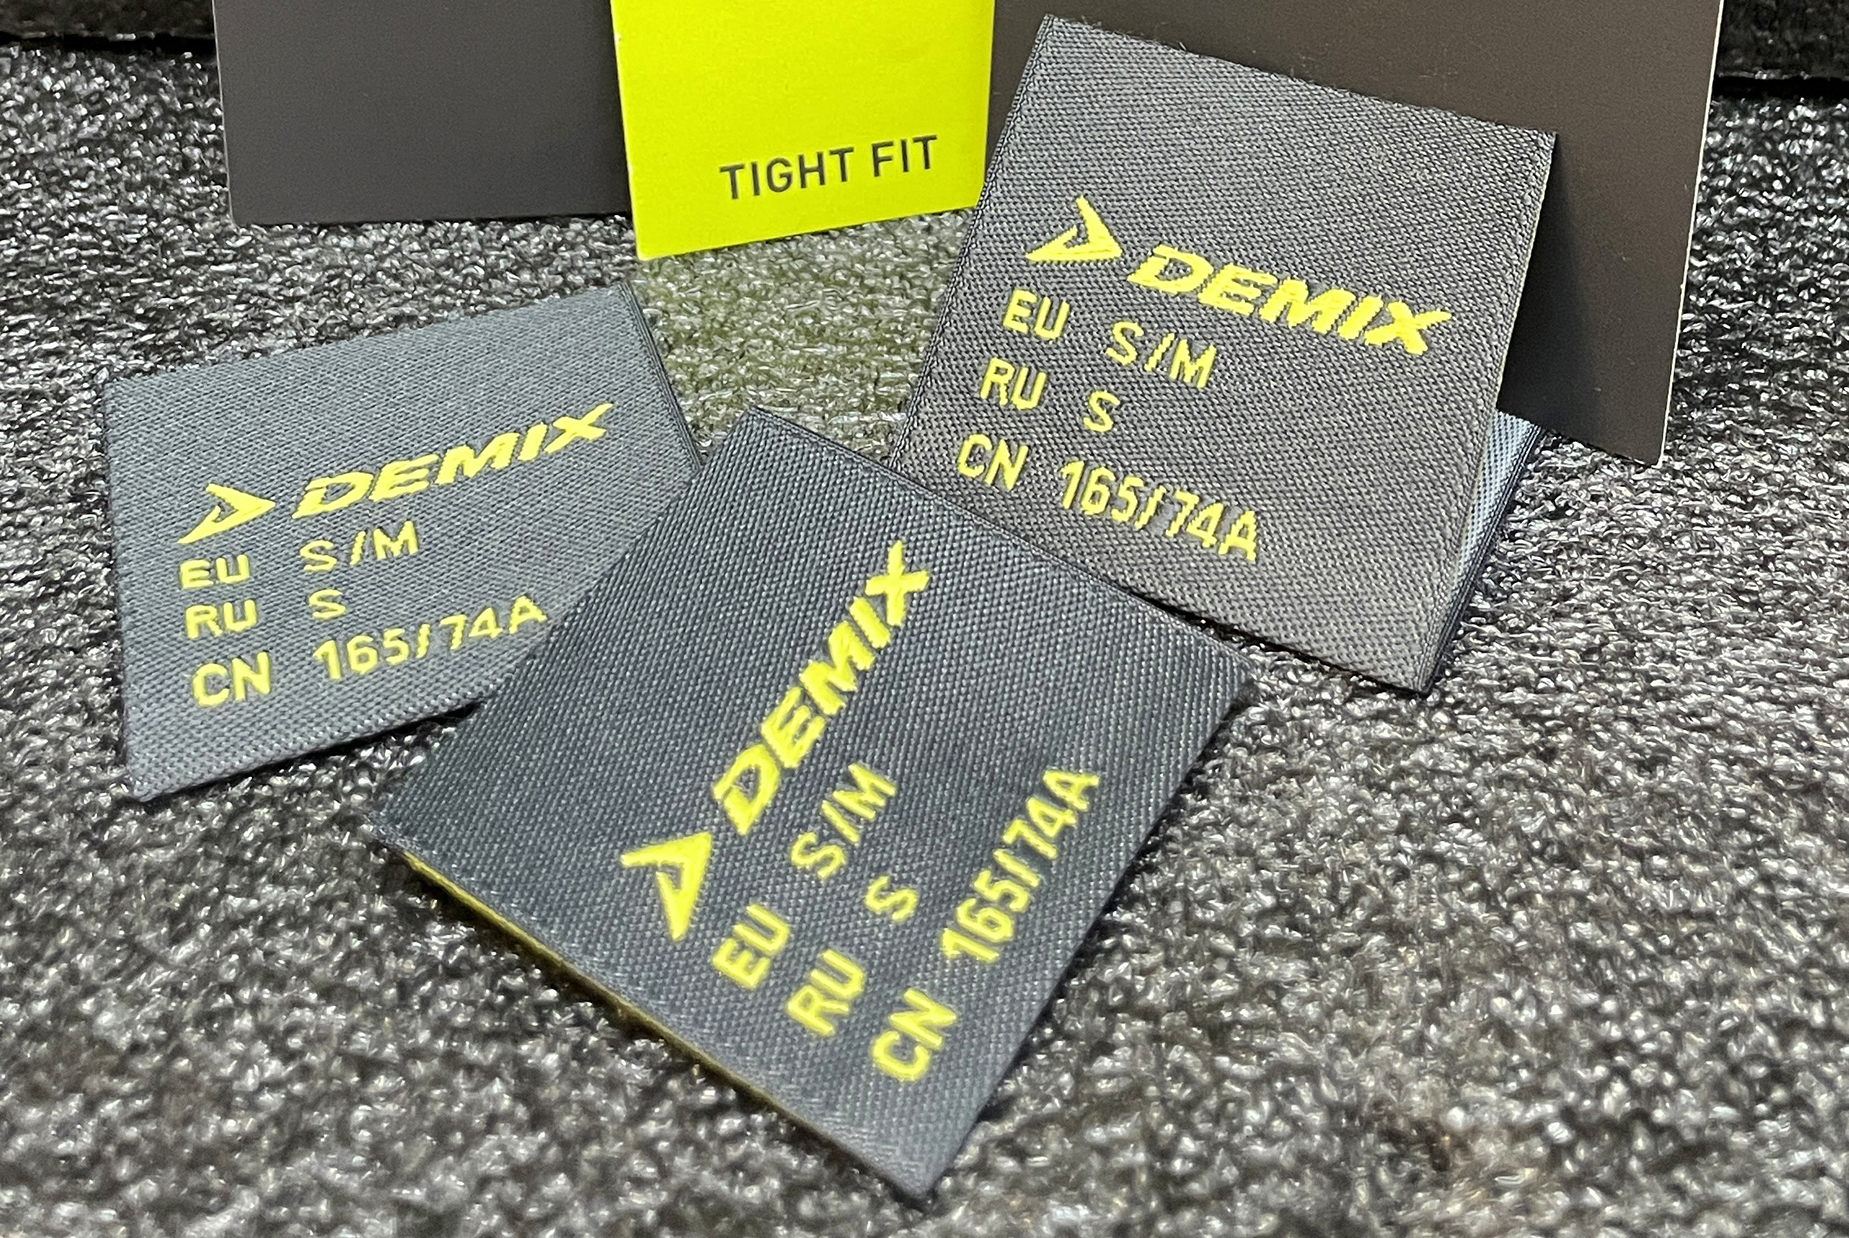 TIGHT FIT
DEMIX
EU S/M
RU S
CN 165/74A
DEMIX
EU S/M
RU S
CN 165/74A
DEMIX
EU S/M
RU S
CN 165/74A